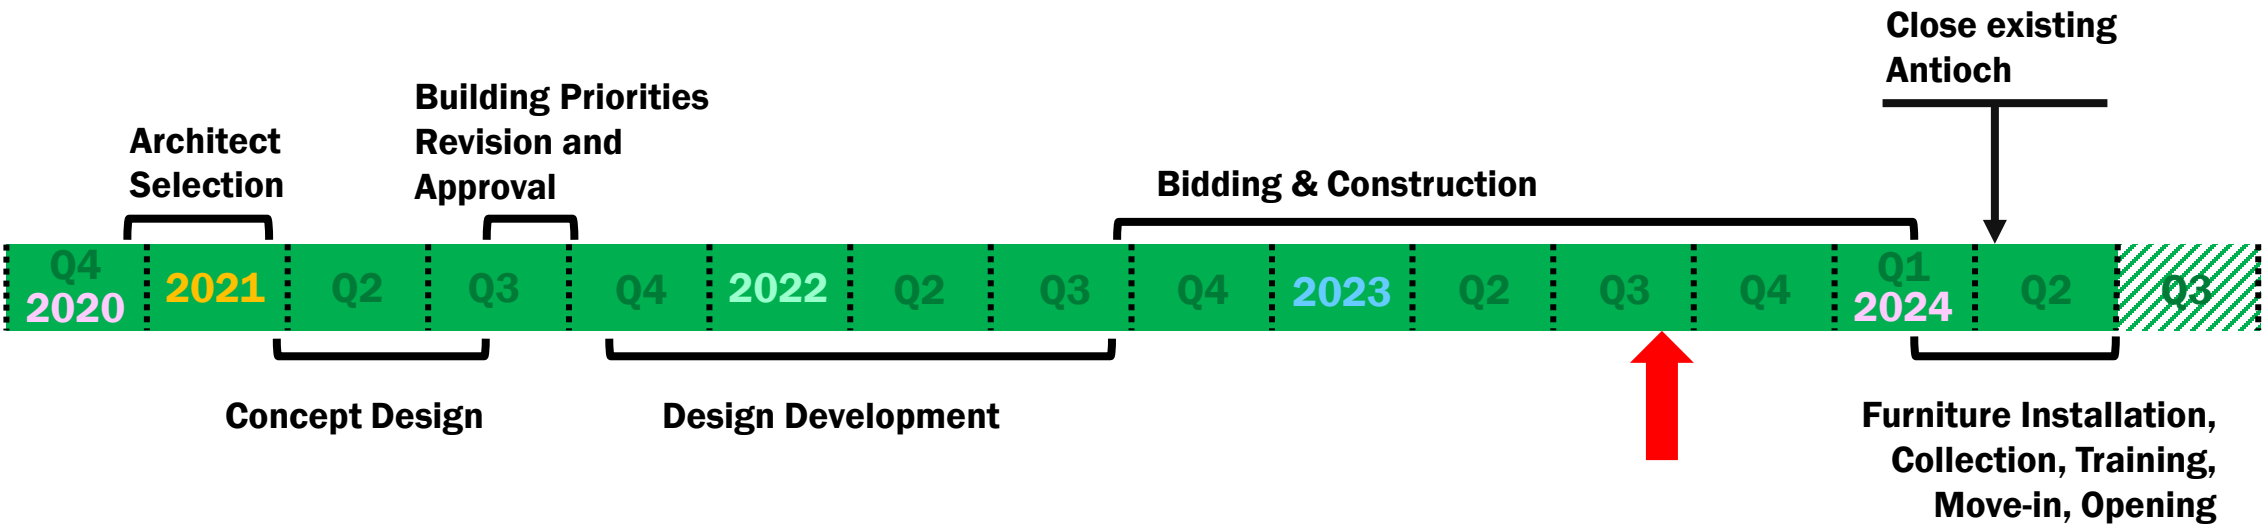 Close existing
Antioch
Building Priorities
Revision and
Approval
Architect
Selection
Bidding & Construction
Q4
2020
2021
Q2
Q3
Q4
2022
Q2
Q3
Q4
2023
Q2
Q3
Q4
Q1
2024
Q2
Q3
Concept Design
Design Development
Furniture Installation,
Collection, Training,
Move-in, Opening